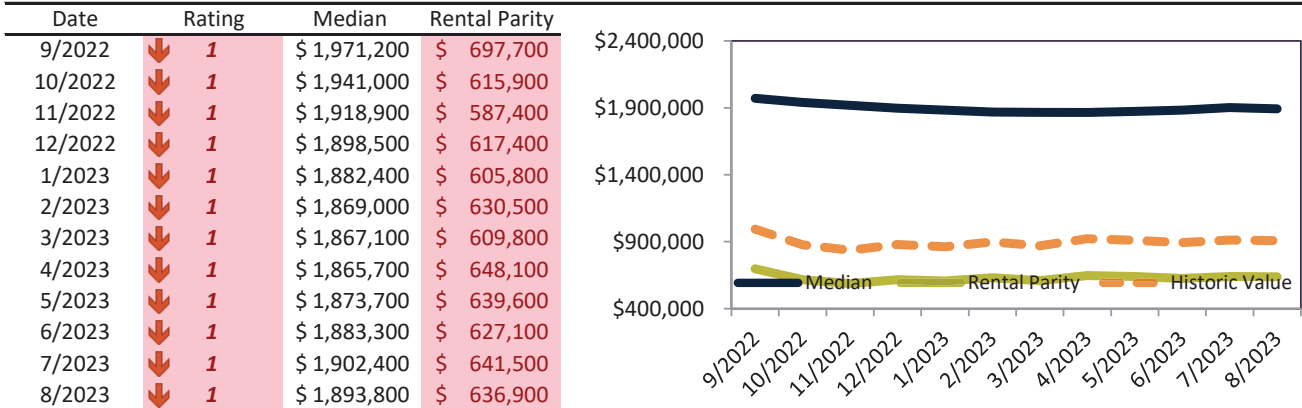 Date Rating Median Rental Parity
9/2022 1 $ 1,971,200 $ 697,700
10/2022 1 $ 1,941,000 $ 615,900
11/2022 1 $ 1,918,900 $ 587,400
12/2022 1 $ 1,898,500 $ 617,400
1/2023 1 $ 1,882,400 $ 605,800
2/2023 1 $ 1,869,000 $ 630,500
3/2023 1 $ 1,867,100 $ 609,800
4/2023 1 $ 1,865,700 $ 648,100
5/2023 1 $ 1,873,700 $ 639,600
6/2023 1 $ 1,883,300 $ 627,100
7/2023 1 $ 1,902,400 $ 641,500
8/2023 1 $ 1,893,800 $ 636,900
$2,400,000
$1,900,000
$1,400,000
$900,000
$400,000
Median Rental Parity Historic Value
9/2022 10/2022 11/2022 12/2022 1/2023 2/2023 3/2023 4/2023 5/2023 6/2023 7/2023 8/2023